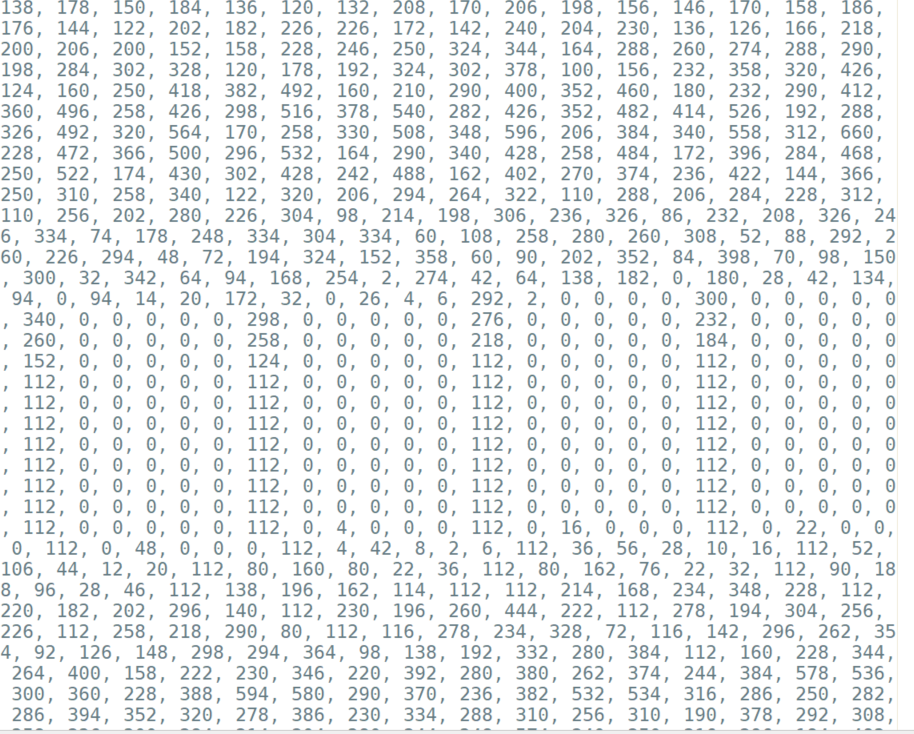 138, 178, 150, 184, 136, 120, 132, 208, 170, 206, 198, 156, 146, 170, 158, 186,
176, 144, 122, 202, 182, 226, 226, 172, 142, 240, 204, 230, 136, 126, 166, 218,
200, 206, 200, 152, 158, 228, 246, 250, 324, 344, 164, 288, 260, 274, 288, 290,
198, 284, 302, 328, 120, 178, 192, 324, 302, 378, 100, 156, 232, 358, 320, 426,
124, 160, 250, 418, 382, 492, 160, 210, 290, 400, 352, 460, 180, 232, 290, 412,
360, 496, 258, 426, 298, 516, 378, 540, 282, 426, 352, 482, 414, 526, 192, 288,
326, 492, 320, 564, 170, 258, 330, 508, 348, 596, 206, 384, 340, 558, 312, 660,
228, 472, 366, 500, 296, 532, 164, 290, 340, 428, 258, 484, 172, 396, 284, 468,
250, 522, 174, 430, 302, 428, 242, 488, 162, 402, 270, 374, 236, 422, 144, 366,
250, 310, 258, 340, 122, 320, 206, 294, 264, 322, 110, 288, 206, 284, 228, 312,
110, 256, 202, 280, 226, 304, 98, 214, 198, 306, 236, 326, 86, 232, 208, 326, 24
6, 334, 74, 178, 248, 334, 304, 334, 60, 108, 258, 280, 260, 308, 52, 88, 292, 2
60, 226, 294, 48, 72, 194, 324, 152, 358, 60, 90, 202, 352, 84, 398, 70, 98, 150
, 300, 32, 342, 64, 94, 168, 254, 2, 274, 42, 64, 138, 182, 0, 180, 28, 42, 134,
94, 0, 94, 14, 20, 172, 32, 0, 26, 4, 6, 292, 2, 0, 0, 0, 0, 300, 0, 0, 0, 0, 0
, 340, 0, 0, 0, 0, 0, 298, 0, 0, 0, 0, 0, 276, 0, 0, 0, 0, 0, 232, 0, 0, 0, 0, 0
, 260, 0, 0, 0, 0, 0, 258, 0, 0, 0, 0, 0, 218, 0, 0, 0, 0, 0, 184, 0, 0, 0, 0, 0
, 152, 0, 0, 0, 0, 0, 124, 0, 0, 0, 0, 0, 112, 0, 0, 0, 0, 0, 112, 0, 0, 0, 0, 0
, 112, 0, 0, 0, 0, 0, 112, 0, 0, 0, 0, 0, 112, 0, 0, 0, 0, 0, 112, 0, 0, 0, 0, 0
, 112, 0, 0, 0, 0, 0, 112, 0, 0, 0, 0, 0, 112, 0, 0, 0, 0, 0, 112, 0, 0, 0, 0, 0
, 112, 0, 0, 0, 0, 0, 112, 0, 0, 0, 0, 0, 112, 0, 0, 0, 0, 0, 112, 0, 0, 0, 0, 0
, 112, 0, 0, 0, 0, 0, 112, 0, 0, 0, 0, 0, 112, 0, 0, 0, 0, 0, 112, 0, 0, 0, 0, 0
, 112, 0, 0, 0, 0, 0, 112, 0, 0, 0, 0, 0, 112, 0, 0, 0, 0, 0, 112, 0, 0, 0, 0, 0
, 112, 0, 0, 0, 0, 0, 112, 0, 0, 0, 0, 0, 112, 0, 0, 0, 0, 0, 112, 0, 0, 0, 0, 0
, 112, 0, 0, 0, 0, 0, 112, 0, 0, 0, 0, 0, 112, 0, 0, 0, 0, 0, 112, 0, 0, 0, 0, 0
, 112, 0, 0, 0, 0, 0, 112, 0, 4, 0, 0, 0, 112, 0, 16, 0, 0, 0, 112, 0, 22, 0, 0,
0, 112, 0, 48, 0, 0, 0, 112, 4, 42, 8, 2, 6, 112, 36, 56, 28, 10, 16, 112, 52,
106, 44, 12, 20, 112, 80, 160, 80, 22, 36, 112, 80, 162, 76, 22, 32, 112, 90, 18
8, 96, 28, 46, 112, 138, 196, 162, 114, 112, 112, 214, 168, 234, 348, 228, 112,
220, 182, 202, 296, 140, 112, 230, 196, 260, 444, 222, 112, 278, 194, 304, 256,
226, 112, 258, 218, 290, 80, 112, 116, 278, 234, 328, 72, 116, 142, 296, 262, 35
4, 92, 126, 148, 298, 294, 364, 98, 138, 192, 332, 280, 384, 112, 160, 228, 344,
264, 400, 158, 222, 230, 346, 220, 392, 280, 380, 262, 374, 244, 384, 578, 536,
300, 360, 228, 388, 594, 580, 290, 370, 236, 382, 532, 534, 316, 286, 250, 282,
286, 394, 352, 320, 278, 386, 230, 334, 288, 310, 256, 310, 190, 378, 292, 308,